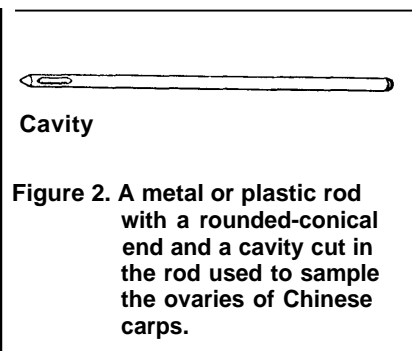 Cavity
Figure 2. A metal or plastic rod
with a rounded-conical
end and a cavity cut in
the rod used to sample
the ovaries of Chinese
carps.